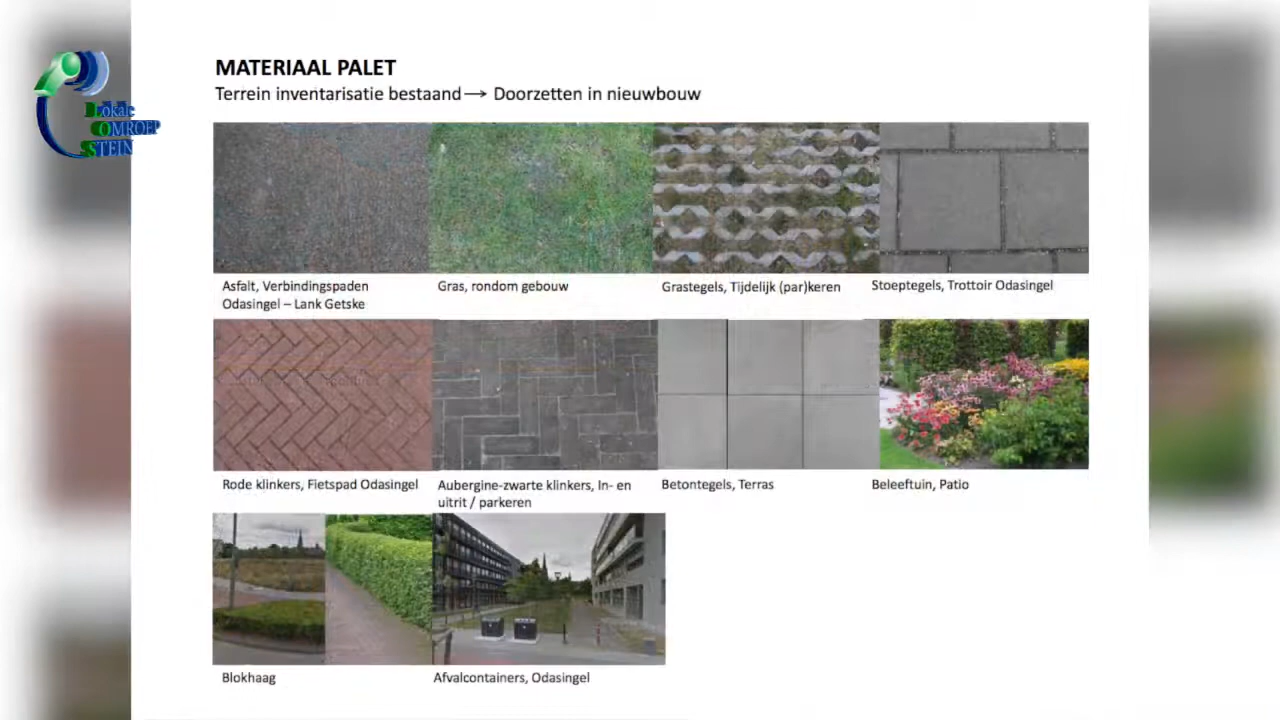 MATERIAAL PALET
Terrein inventarisatie bestaand → Doorzetten in nieuwbouw
Lokale
OMROEP
STEIN
Asfalt, Verbindingspaden
Odasingel – Lank Getske
Gras, rondom gebouw
Grastegels, Tijdelijk (par)keren
Stoeptegels, Trottoir Odasingel
Rode klinkers, Fietspad Odasingel
Aubergine-zwarte klinkers, In- en
uitrit / parkeren
Betontegels, Terras
Beleeftuin, Patio
Blokhaag
Afvalcontainers, Odasingel